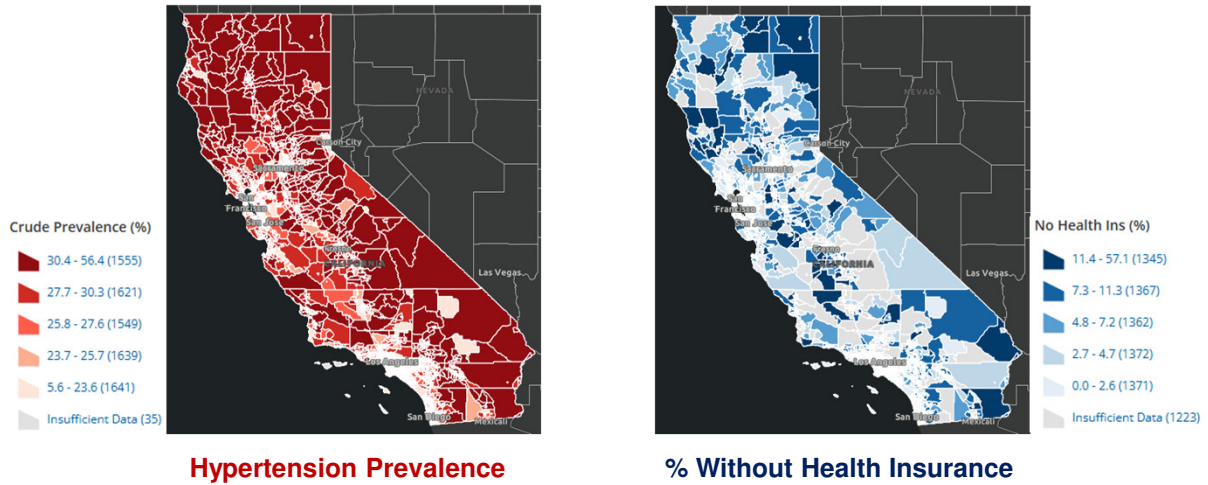 NEVADA
Carson City
Sacramento
San
Francisco
San Jose
Fresno
CALIFORNIA
Las Vegas
Los Angeles
San Diego
Mexicali
Crude Prevalence (%)
30.4 - 56.4 (1555)
27.7 - 30.3 (1621)
25.8 - 27.6 (1549)
23.7 - 25.7 (1639)
5.6 - 23.6 (1641)
Insufficient Data (35)
Hypertension Prevalence
NEVADA
Carson City
Sacramento
San
Francisco
San Jose
Fresno
CALIFORNIA
Las Vegas
Los Angeles
San Diego
Mexicali
No Health Ins (%)
11.4 - 57.1 (1345)
7.3 - 11.3 (1367)
4.8 - 7.2 (1362)
2.7 - 4.7 (1372)
0.0 - 2.6 (1371)
Insufficient Data (1223)
% Without Health Insurance